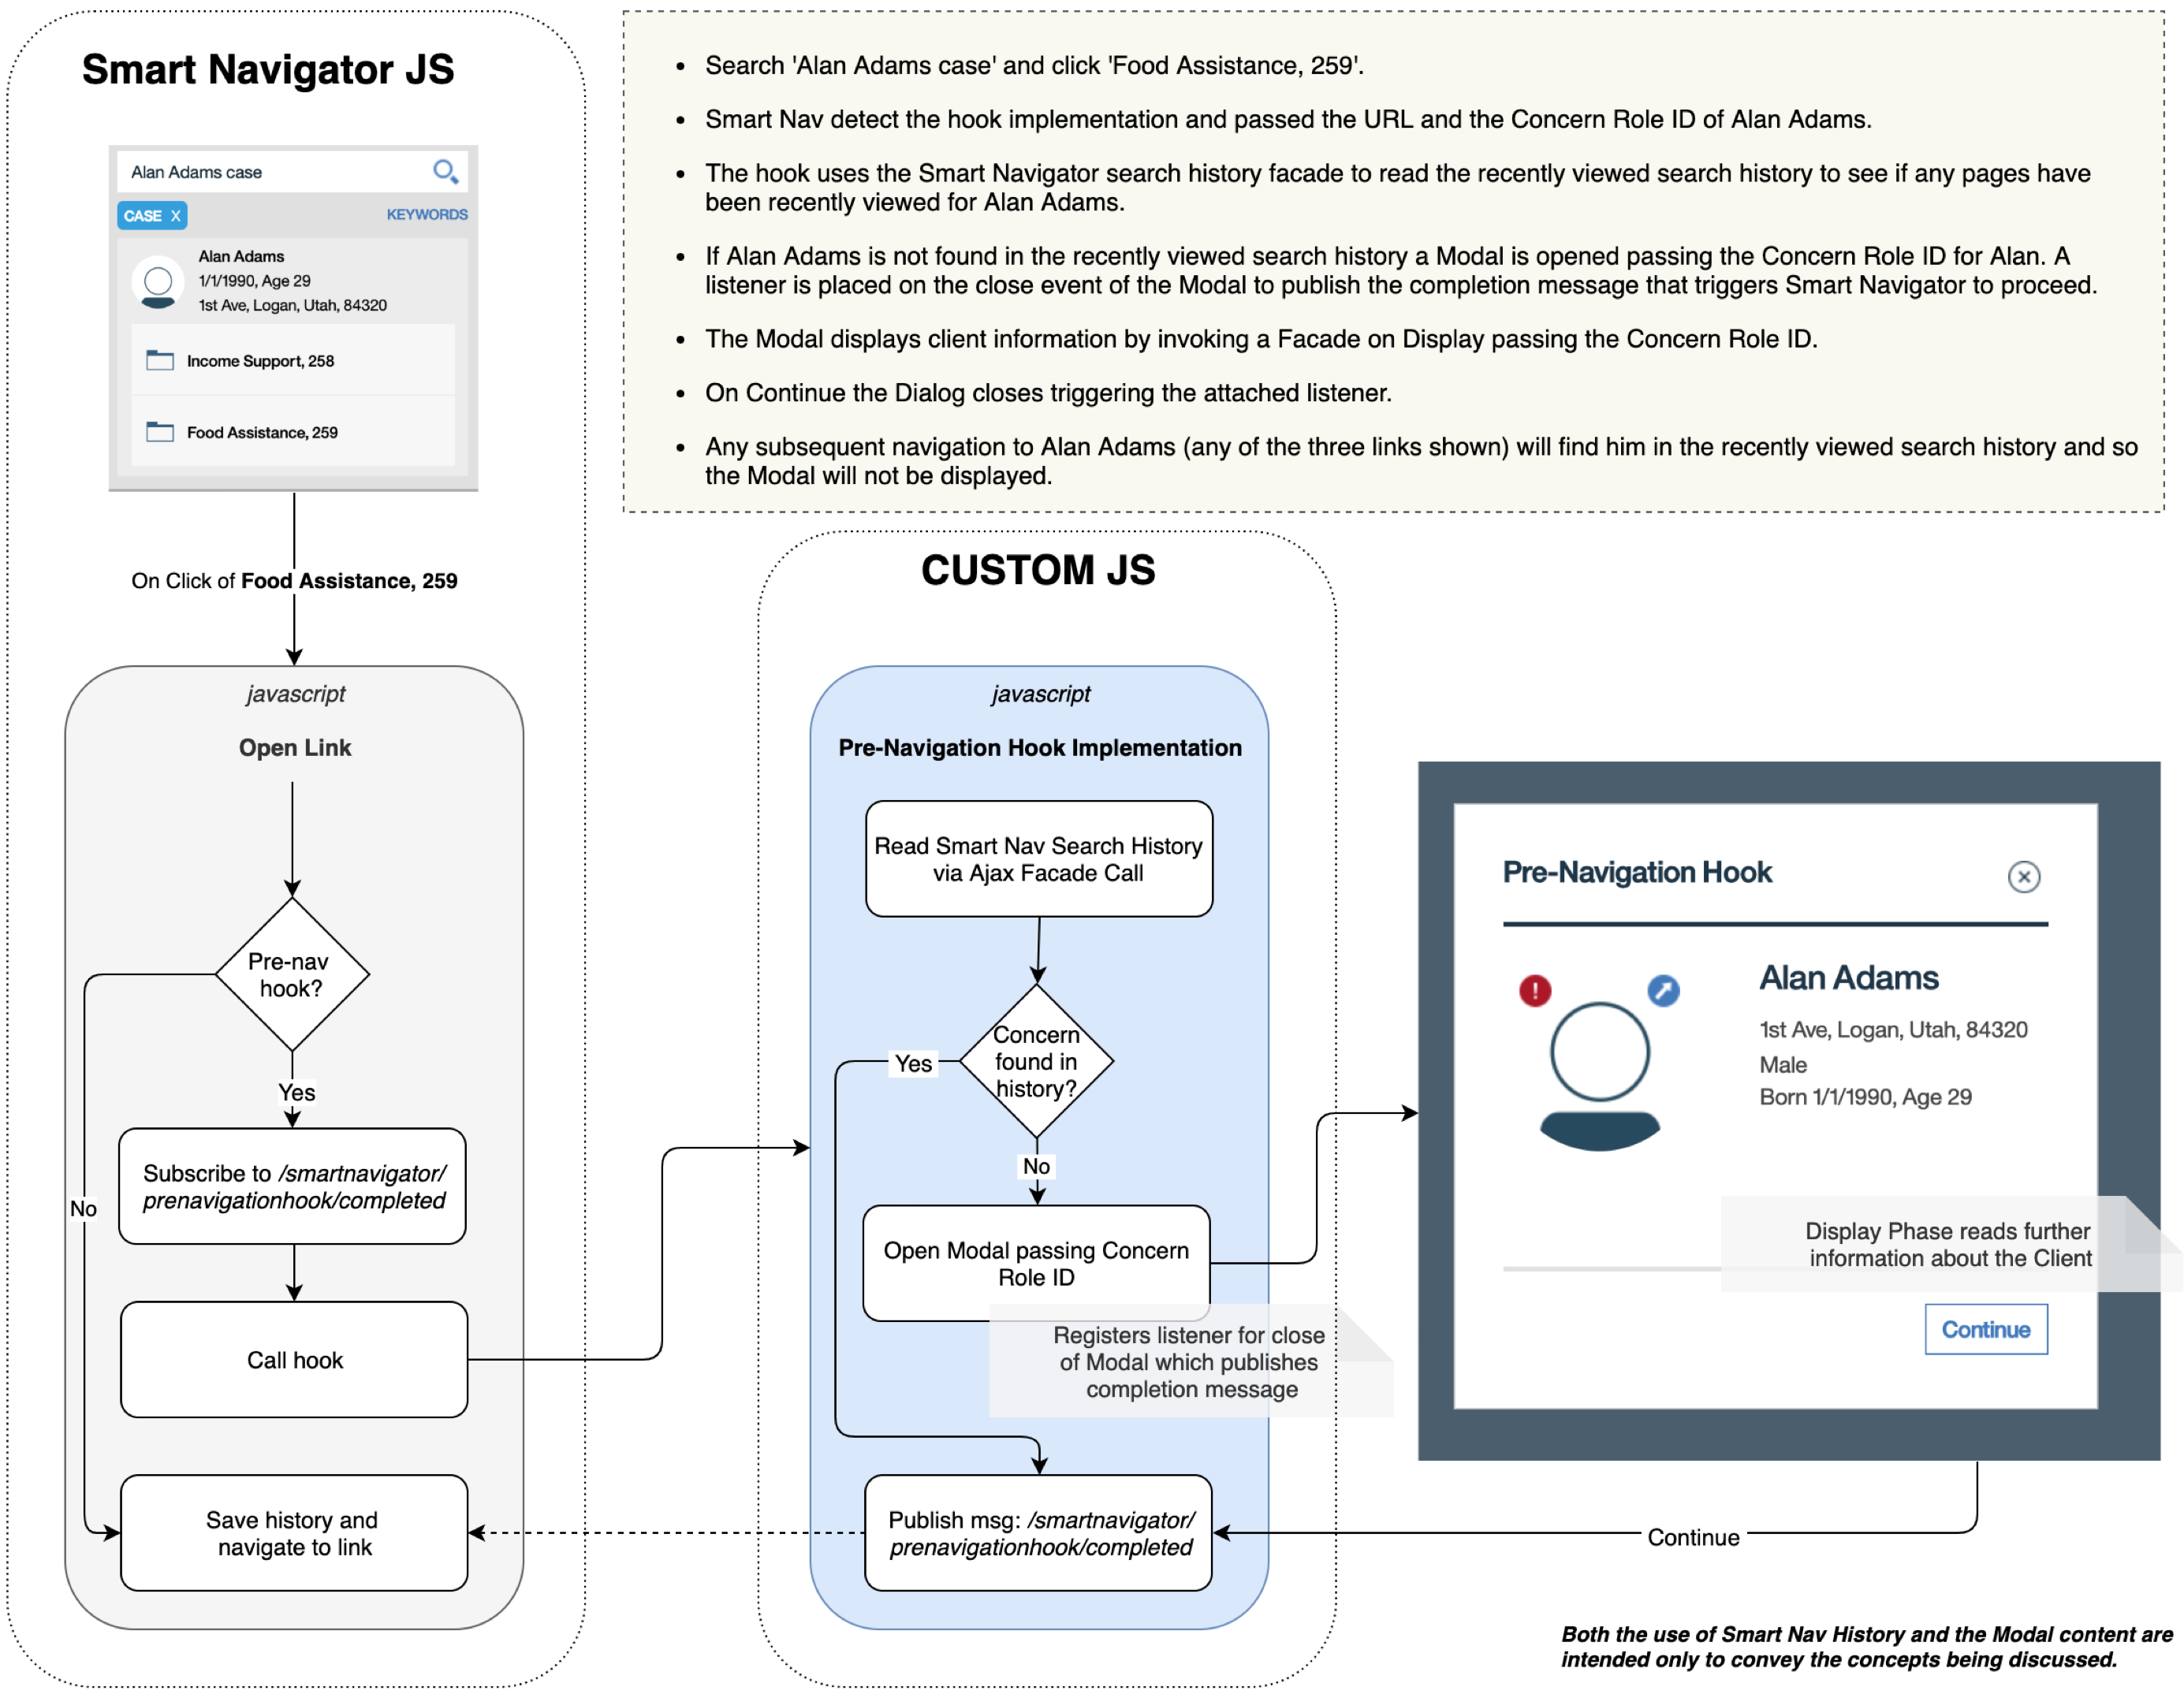 Smart Navigator JS
Alan Adams case
CASE X
KEYWORDS
Alan Adams
1/1/1990, Age 29
1st Ave, Logan, Utah, 84320
Income Support, 258
Food Assistance, 259
On Click of Food Assistance, 259
javascript
Open Link
Pre-nav
hook?
Yes
No
Subscribe to /smartnavigator/
prenavigationhook/completed
Call hook
Save history and
navigate to link
• Search 'Alan Adams case' and click 'Food Assistance, 259'.
• Smart Nav detect the hook implementation and passed the URL and the Concern Role ID of Alan Adams.
• The hook uses the Smart Navigator search history facade to read the recently viewed search history to see if any pages have
been recently viewed for Alan Adams.
• If Alan Adams is not found in the recently viewed search history a Modal is opened passing the Concern Role ID for Alan. A
listener is placed on the close event of the Modal to publish the completion message that triggers Smart Navigator to proceed.
• The Modal displays client information by invoking a Facade on Display passing the Concern Role ID.
• On Continue the Dialog closes triggering the attached listener.
• Any subsequent navigation to Alan Adams (any of the three links shown) will find him in the recently viewed search history and so
the Modal will not be displayed.
CUSTOM JS
javascript
Pre-Navigation Hook Implementation
Read Smart Nav Search History
via Ajax Facade Call
Concern
found in
history?
Yes
No
Open Modal passing Concern
Role ID
Registers listener for close
of Modal which publishes
completion message
Publish msg: /smartnavigator/
prenavigationhook/completed
Pre-Navigation Hook
Alan Adams
1st Ave, Logan, Utah, 84320
Male
Born 1/1/1990, Age 29
Display Phase reads further
information about the Client
Continue
Continue
Both the use of Smart Nav History and the Modal content are
intended only to convey the concepts being discussed.